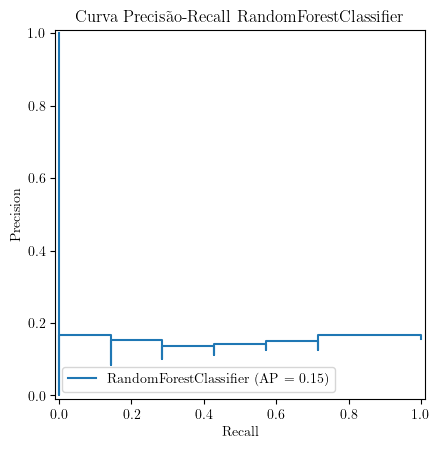 Curva Precisão-Recall RandomForestClassifier
1.0
0.8
0.6
0.4
0.2
0.0
Precision
RandomForestClassifier (AP = 0.15)
0.0 0.2 0.4 0.6 0.8 1.0
Recall